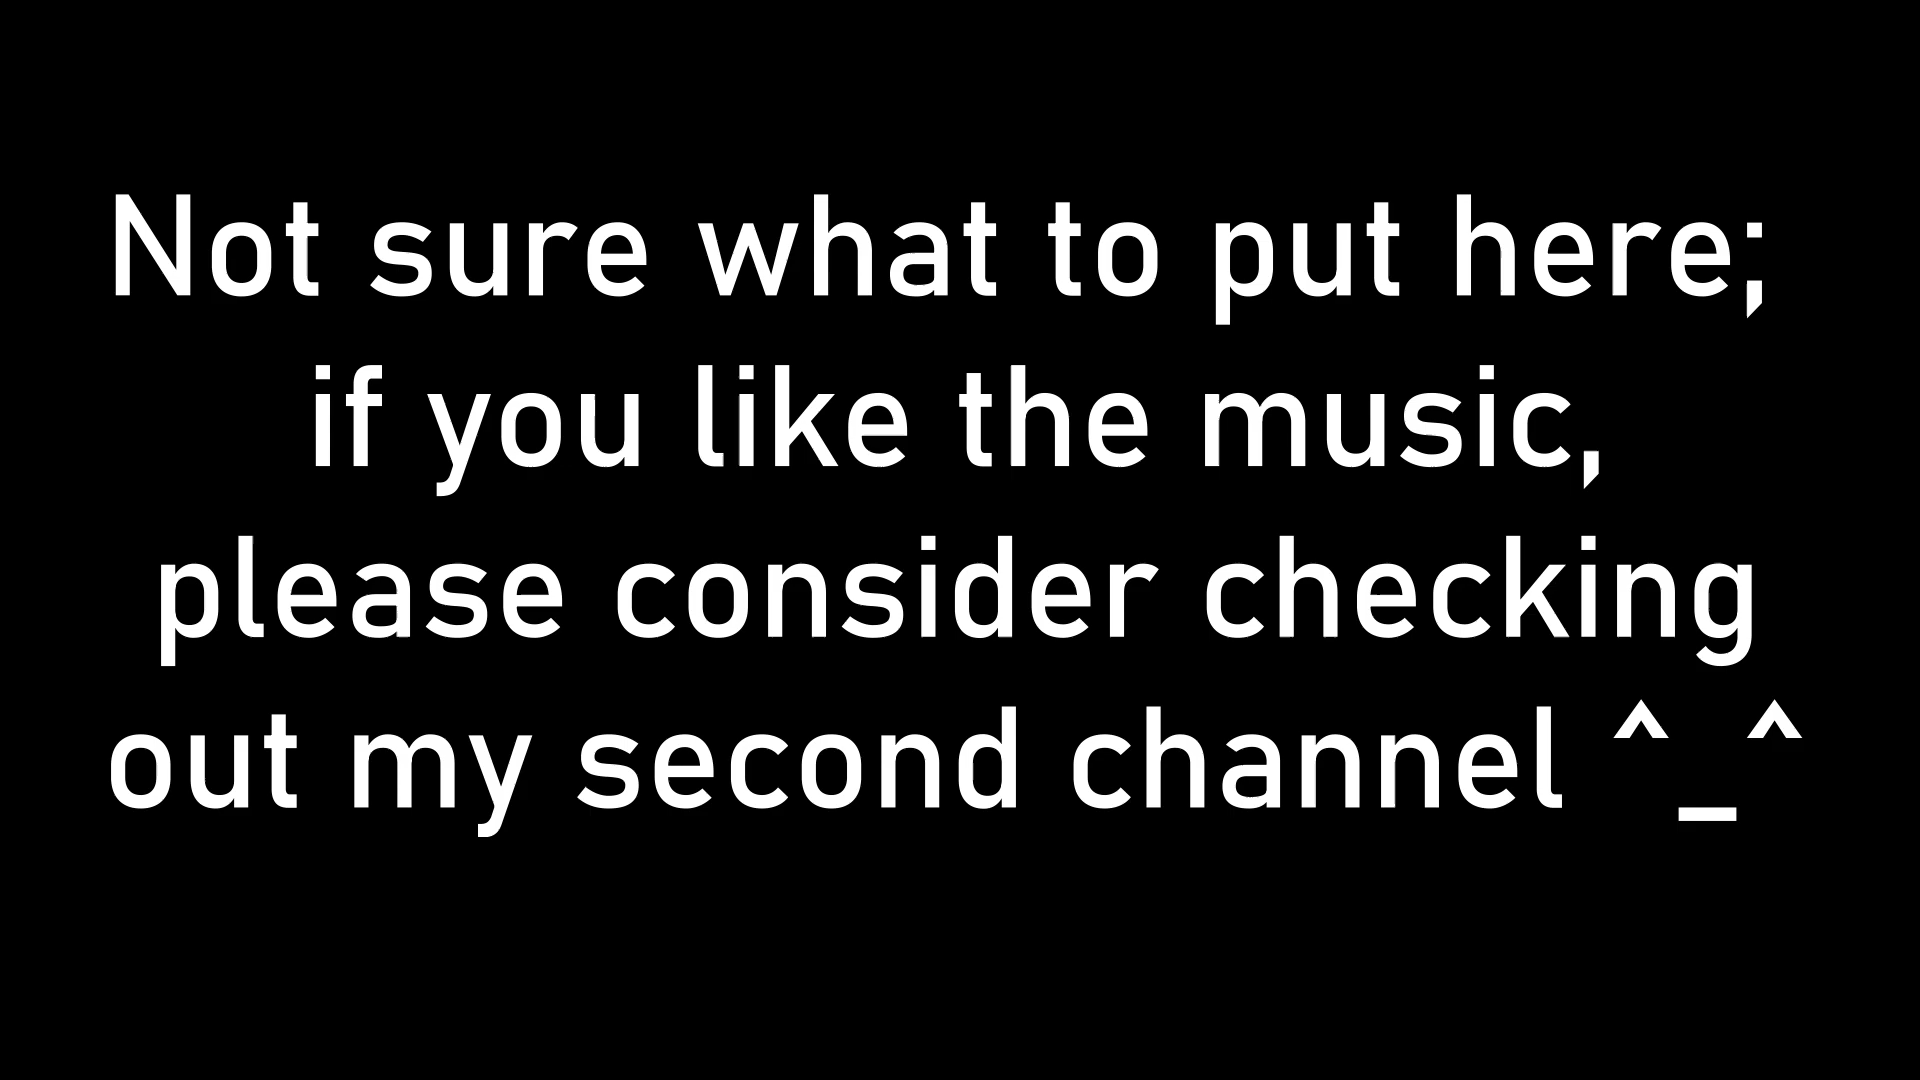 Not sure what to put here;
if you like the music,
please consider checking
out my second channel ^_^